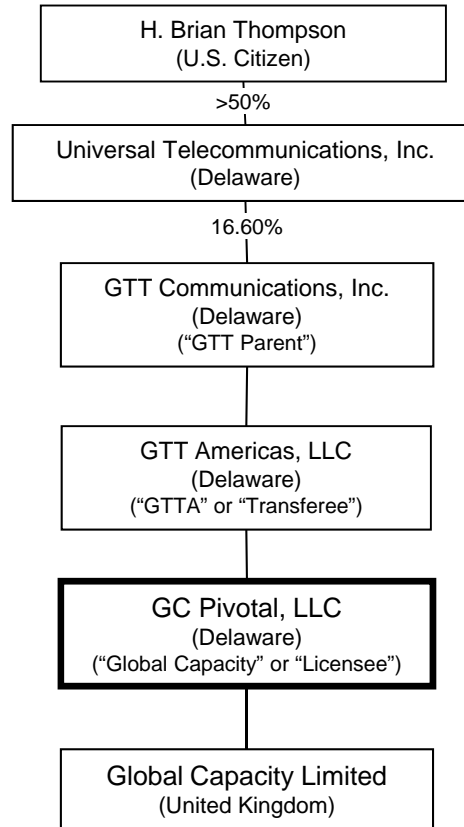 H. Brian Thompson
(U.S. Citizen)
>50%
Universal Telecommunications, Inc.
(Delaware)
16.60%
GTT Communications, Inc.
(Delaware)
(“GTT Parent”)
GTT Americas, LLC
(Delaware)
(“GTTA” or “Transferee”)
GC Pivotal, LLC
(Delaware)
(“Global Capacity” or “Licensee”)
Global Capacity Limited
(United Kingdom)